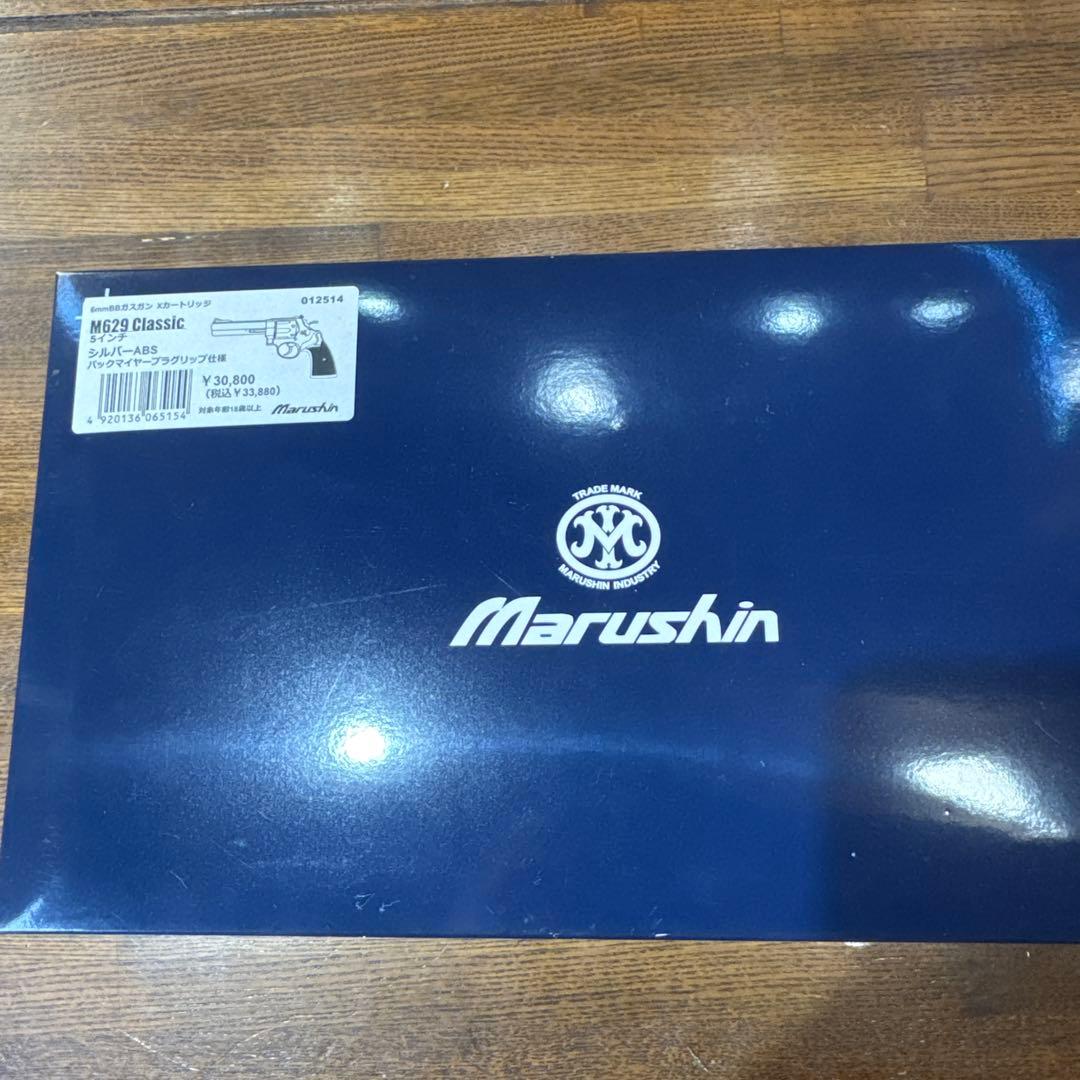 6mmBBガスガン Xカートリッジ 012514
M629 Classic
5インチ
シルバーABS
パックマイヤープラグリップ仕様
￥30,800
(税込￥33,880)
4 920136 065154
対象年齢18歳以上 Marushin
TRADE MARK
M
MARUSHIN INDUSTRY
Marushin